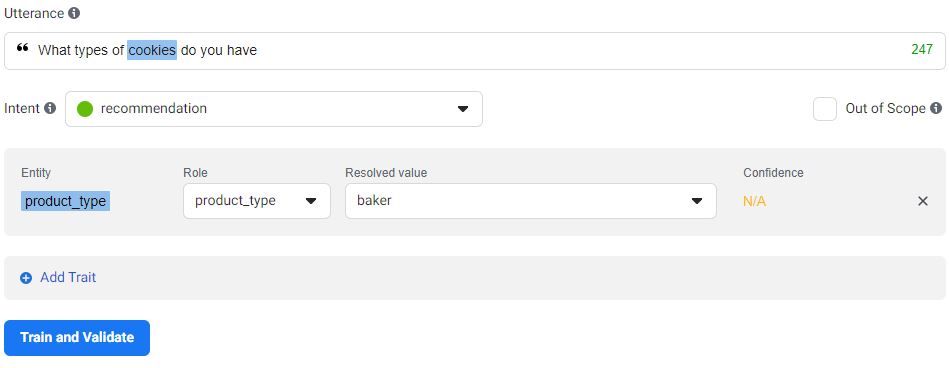 Utterance
“ What types of cookies do you have 247
Intent recommendation Out of Scope
Entity Role Resolved value Confidence
product_type product_type baker N/A
Add Trait
Train and Validate